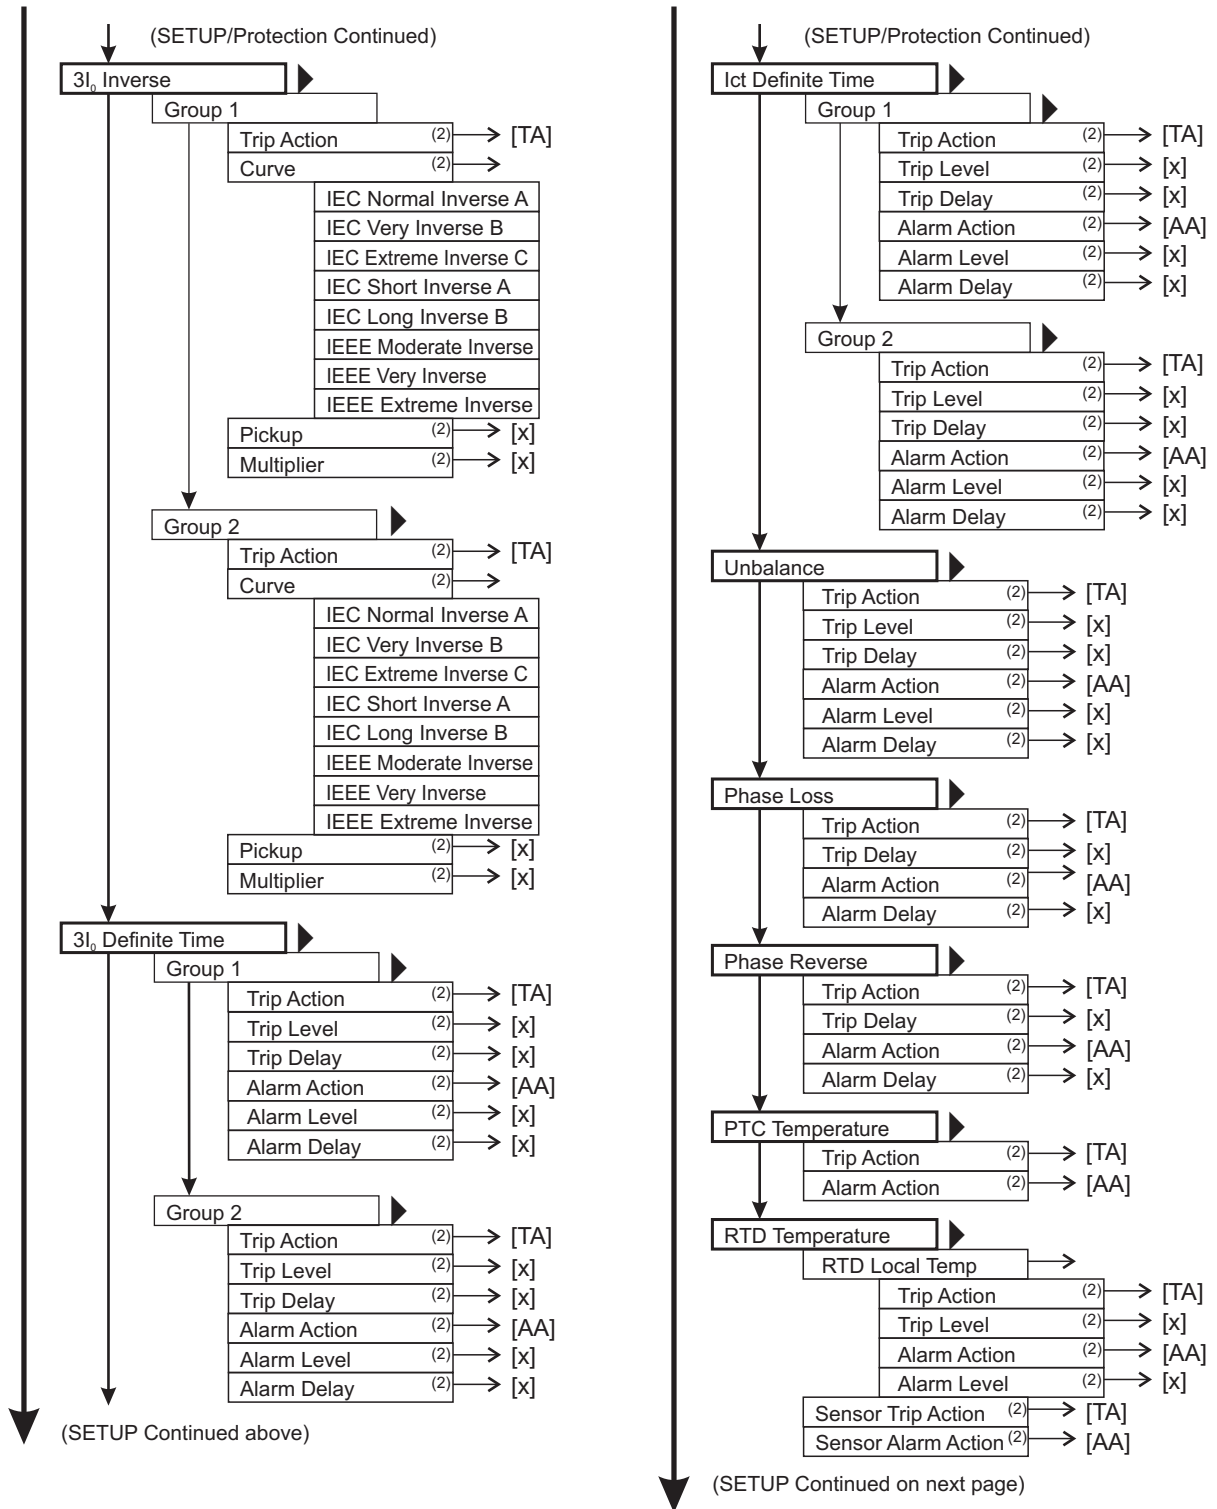 (SETUP/Protection Continued)
3I₀ Inverse
Group 1
Trip Action (2) [TA]
Curve (2)
IEC Normal Inverse A
IEC Very Inverse B
IEC Extreme Inverse C
IEC Short Inverse A
IEC Long Inverse B
IEEE Moderate Inverse
IEEE Very Inverse
IEEE Extreme Inverse
Pickup (2) [x]
Multiplier (2) [x]
Group 2
Trip Action (2) [TA]
Curve (2)
IEC Normal Inverse A
IEC Very Inverse B
IEC Extreme Inverse C
IEC Short Inverse A
IEC Long Inverse B
IEEE Moderate Inverse
IEEE Very Inverse
IEEE Extreme Inverse
Pickup (2) [x]
Multiplier (2) [x]
3I₀ Definite Time
Group 1
Trip Action (2) [TA]
Trip Level (2) [x]
Trip Delay (2) [x]
Alarm Action (2) [AA]
Alarm Level (2) [x]
Alarm Delay (2) [x]
Group 2
Trip Action (2) [TA]
Trip Level (2) [x]
Trip Delay (2) [x]
Alarm Action (2) [AA]
Alarm Level (2) [x]
Alarm Delay (2) [x]
(SETUP Continued above)
(SETUP/Protection Continued)
Ict Definite Time
Group 1
Trip Action (2) [TA]
Trip Level (2) [x]
Trip Delay (2) [x]
Alarm Action (2) [AA]
Alarm Level (2) [x]
Alarm Delay (2) [x]
Group 2
Trip Action (2) [TA]
Trip Level (2) [x]
Trip Delay (2) [x]
Alarm Action (2) [AA]
Alarm Level (2) [x]
Alarm Delay (2) [x]
Unbalance
Trip Action (2) [TA]
Trip Level (2) [x]
Trip Delay (2) [x]
Alarm Action (2) [AA]
Alarm Level (2) [x]
Alarm Delay (2) [x]
Phase Loss
Trip Action (2) [TA]
Trip Delay (2) [x]
Alarm Action (2) [AA]
Alarm Delay (2) [x]
Phase Reverse
Trip Action (2) [TA]
Trip Delay (2) [x]
Alarm Action (2) [AA]
Alarm Delay (2) [x]
PTC Temperature
Trip Action (2) [TA]
Alarm Action (2) [AA]
RTD Temperature
RTD Local Temp
Trip Action (2) [TA]
Trip Level (2) [x]
Alarm Action (2) [AA]
Alarm Level (2) [x]
Sensor Trip Action (2) [TA]
Sensor Alarm Action (2) [AA]
(SETUP Continued on next page)